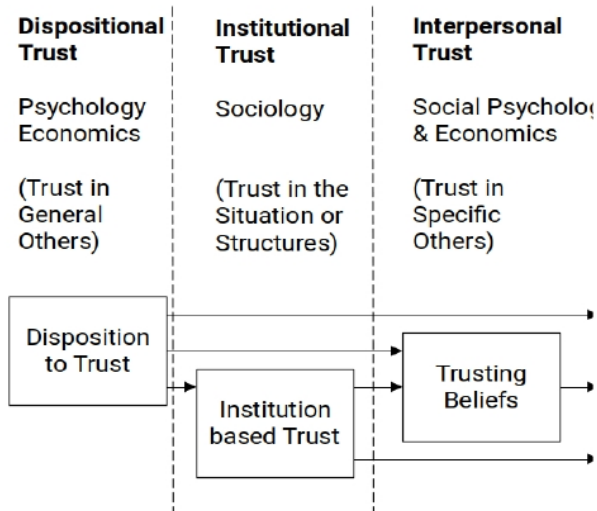 Dispositional
Trust
Psychology
Economics
(Trust in
General
Others)
Institutional
Trust
Sociology
(Trust in the
Situation or
Structures)
Interpersonal
Trust
Social Psycholog
& Economics
(Trust in
Specific
Others)
Disposition
to Trust
Institution
based Trust
Trusting
Beliefs